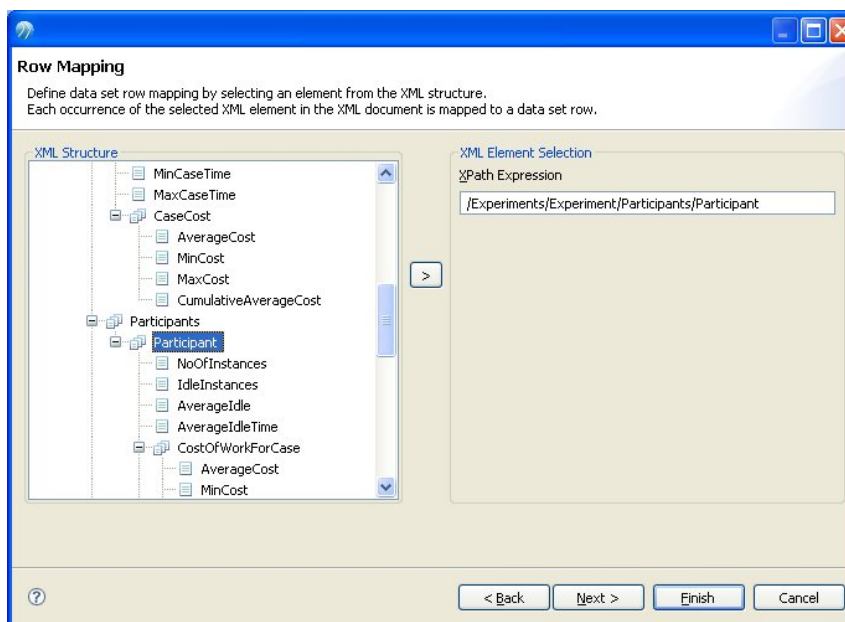 Row Mapping
Define data set row mapping by selecting an element from the XML structure.
Each occurrence of the selected XML element in the XML document is mapped to a data set row.
XML Structure
MinCaseTime
MaxCaseTime
CaseCost
AverageCost
MinCost
MaxCost
CumulativeAverageCost
Participants
Participant
NoOfInstances
IdleInstances
AverageIdle
AverageIdleTime
CostOfWorkForCase
AverageCost
MinCost
>
XML Element Selection
XPath Expression
/Experiments/Experiment/Participants/Participant
?
< Back
Next >
Finish
Cancel